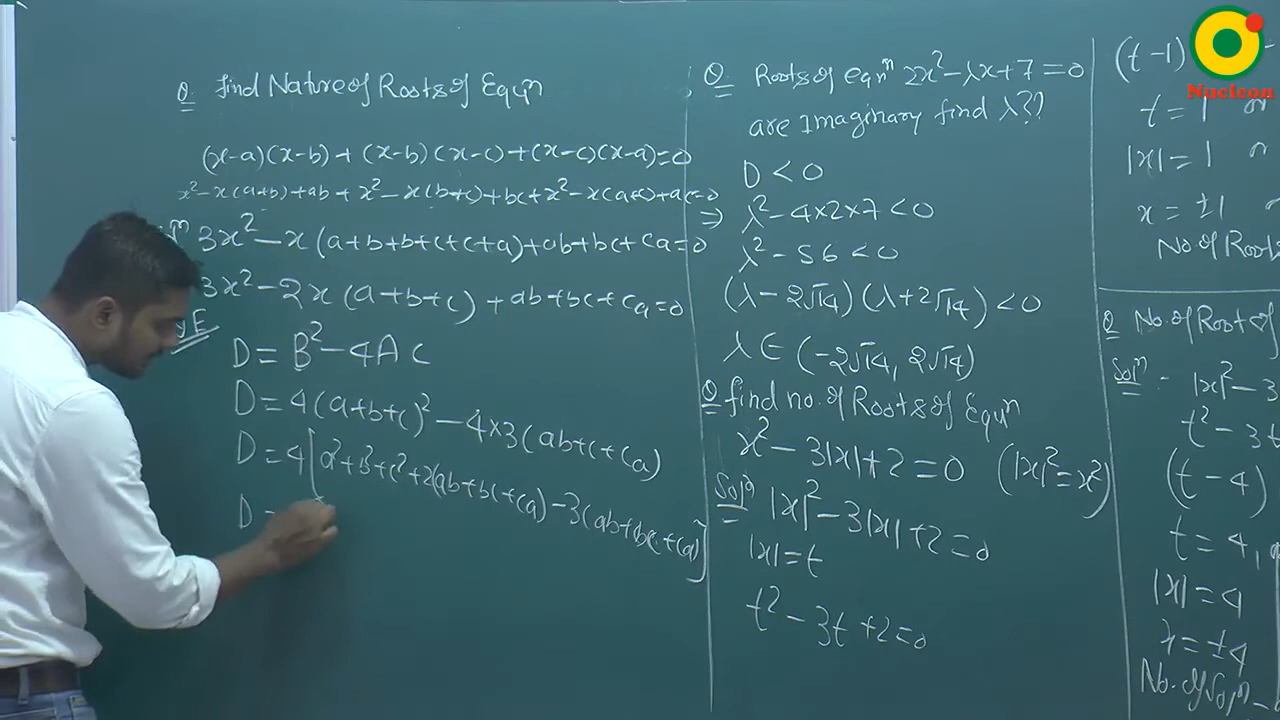 Q. Find Nature of Roots of Eqyn
(x-a)(x-b) + (x-b)(x-c) + (x-c)(x-a)=0
x²-x(a+b)+ab + x²-x(b+c)+bc+x²-x(a+c)+ac=0
3x²-x(a+b+b+c+c+a)+ab+bc+ca=0
3x²-2x(a+b+c)+ab+bc+ca=0
D = B²-4AC
D = 4(a+b+c)²-4×3(ab+c+ca)
D = 4[a²+b²+c²+2(ab+bc+ca)-3(ab+bc+ca)]
D =
Q. Roots of eqnⁿ 2x²-λx+7=0
are Imaginary find λ??
D < 0
⇒ λ²-4×2×7<0
λ²-56<0
(λ-2√14)(λ+2√14)<0
λ∈(-2√14, 2√14)
Q find no. of Roots of Equn
x²-3|x|+2=0 (|x|²=x²)
Solⁿ |x|²-3|x|+2=0
|x|=t
t²-3t+2=0
(t-1)
t=1 or
|x|=1
x=±1
No of Roots
Q No. of Root of
Solⁿ:- |x|²-3
t²-3t
(t-4)
t=4,
|x|=4
x=±4
No. of Solⁿ-
Nucleon